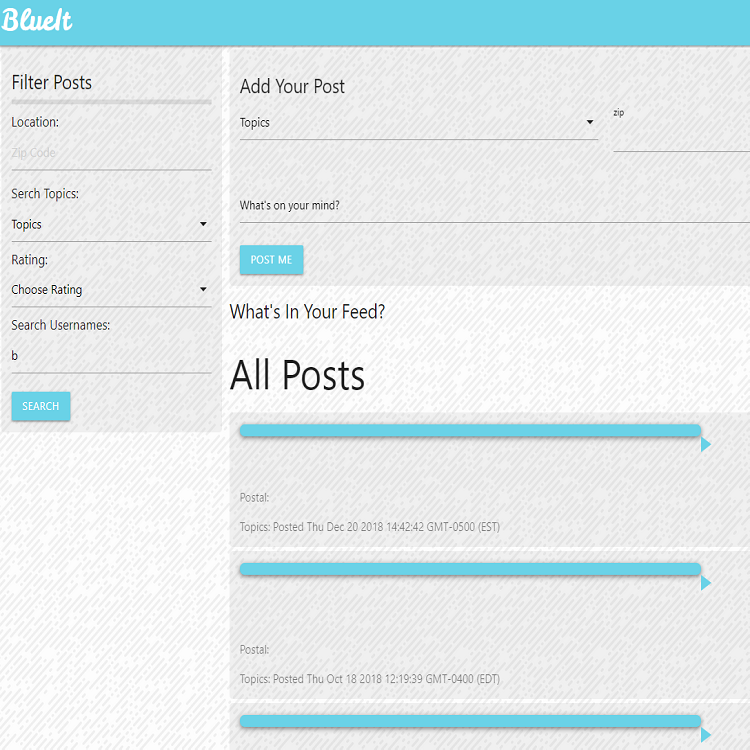 BlueIt
Filter Posts
Location:
Zip Code
Serch Topics:
Topics
Rating:
Choose Rating
Search Usernames:
b
SEARCH
Add Your Post
Topics
zip
What's on your mind?
POST ME
What's In Your Feed?
All Posts
Postal:
Topics: Posted Thu Dec 20 2018 14:42:42 GMT-0500 (EST)
Postal:
Topics: Posted Thu Oct 18 2018 12:19:39 GMT-0400 (EDT)